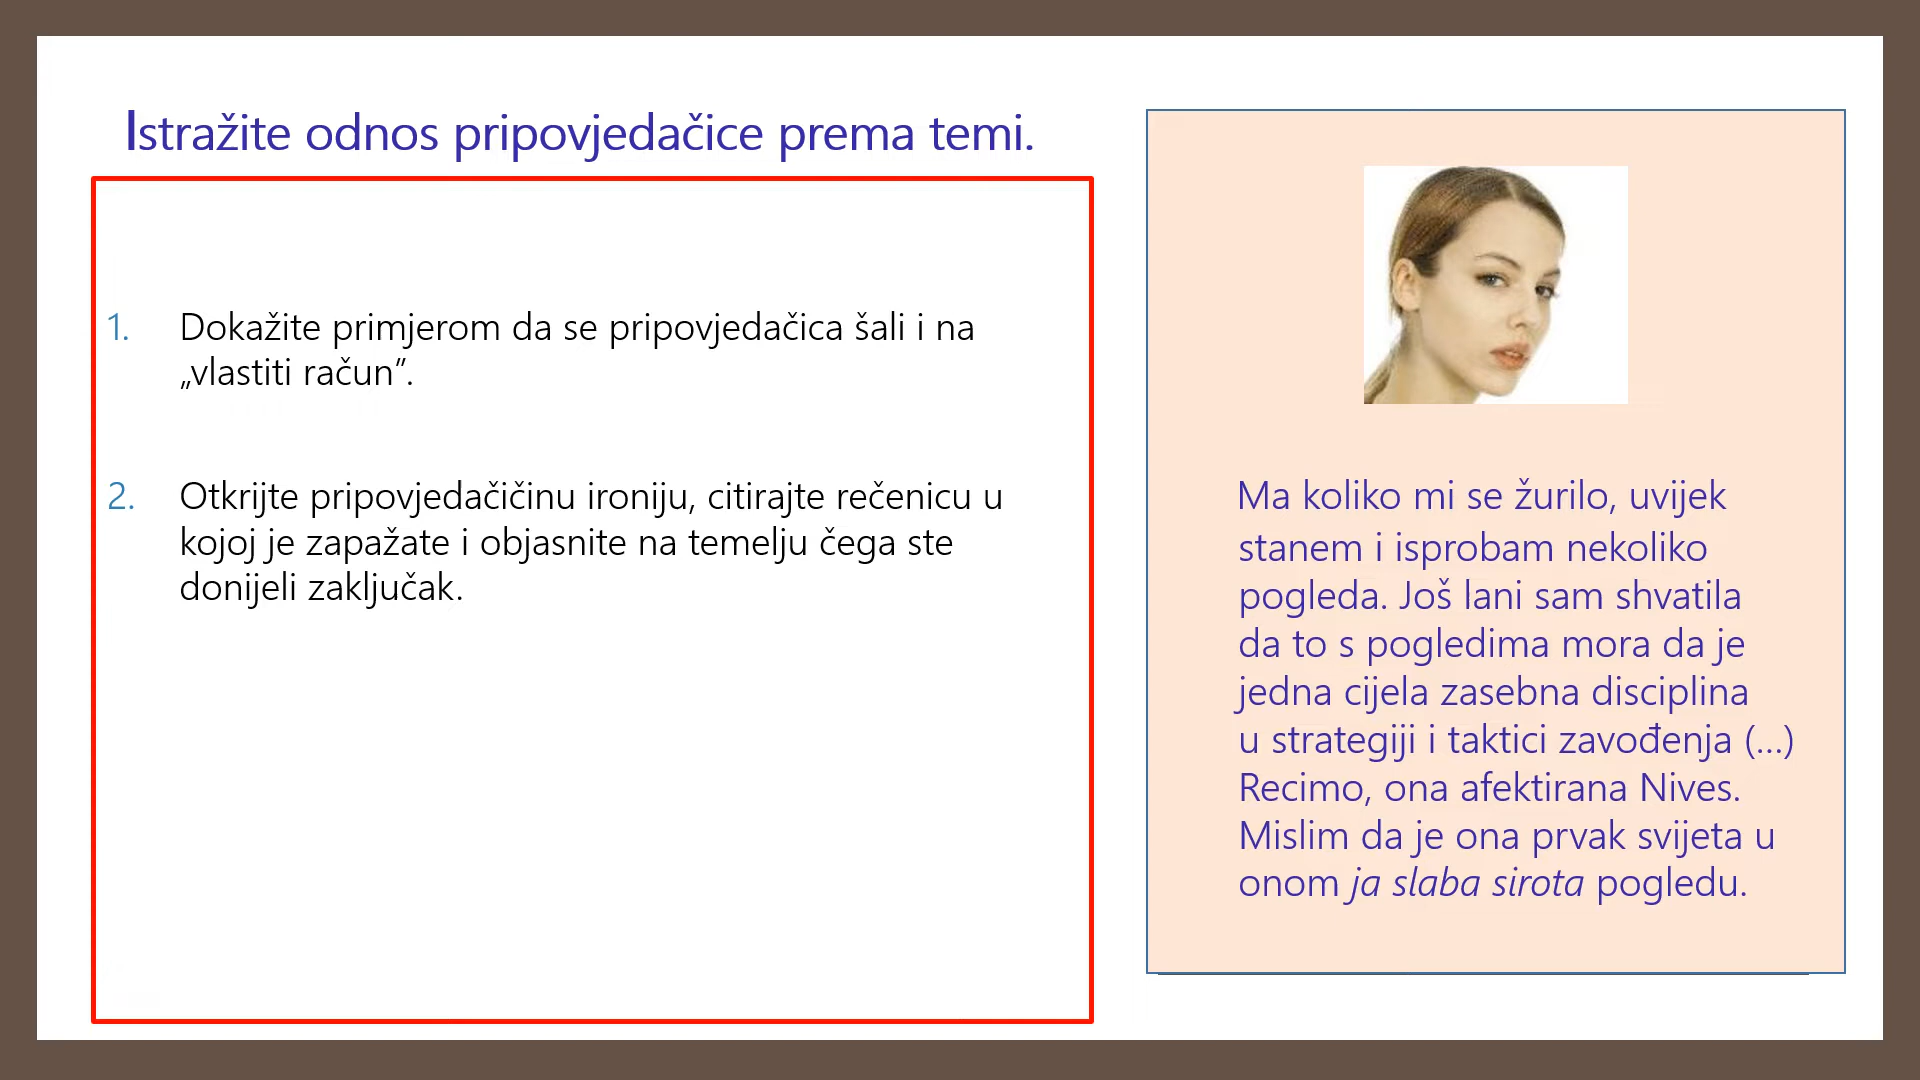 Istražite odnos pripovjedačice prema temi.
1. Dokažite primjerom da se pripovjedačica šali i na
„vlastiti račun”.
2. Otkrijte pripovjedačičinu ironiju, citirajte rečenicu u
kojoj je zapažate i objasnite na temelju čega ste
donijeli zaključak.
Ma koliko mi se žurilo, uvijek
stanem i isprobam nekoliko
pogleda. Još lani sam shvatila
da to s pogledima mora da je
jedna cijela zasebna disciplina
u strategiji i taktici zavođenja (...)
Recimo, ona afektirana Nives.
Mislim da je ona prvak svijeta u
onom ja slaba sirota pogledu.